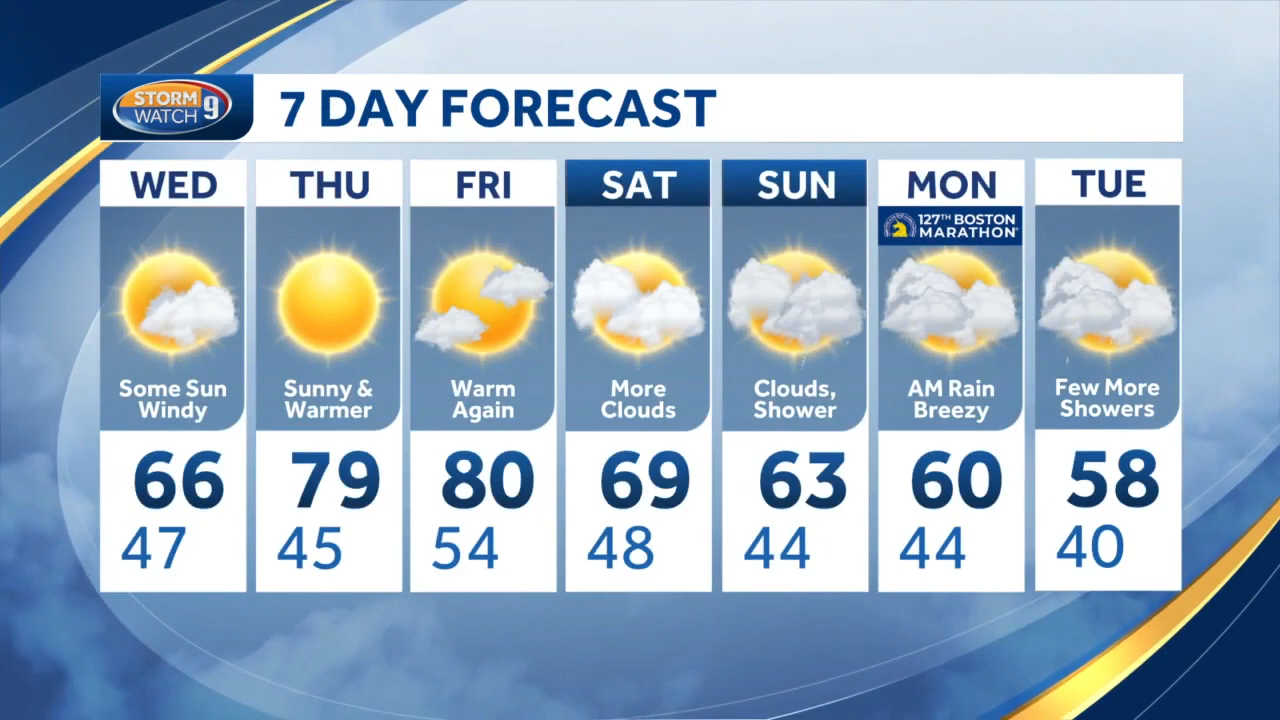 STORM
WATCH 9
7 DAY FORECAST
WED
Some Sun
Windy
66
47
THU
Sunny &
Warmer
79
45
FRI
Warm
Again
80
54
SAT
More
Clouds
69
48
SUN
Clouds,
Shower
63
44
MON
127TH BOSTON
MARATHON
AM Rain
Breezy
60
44
TUE
Few More
Showers
58
40